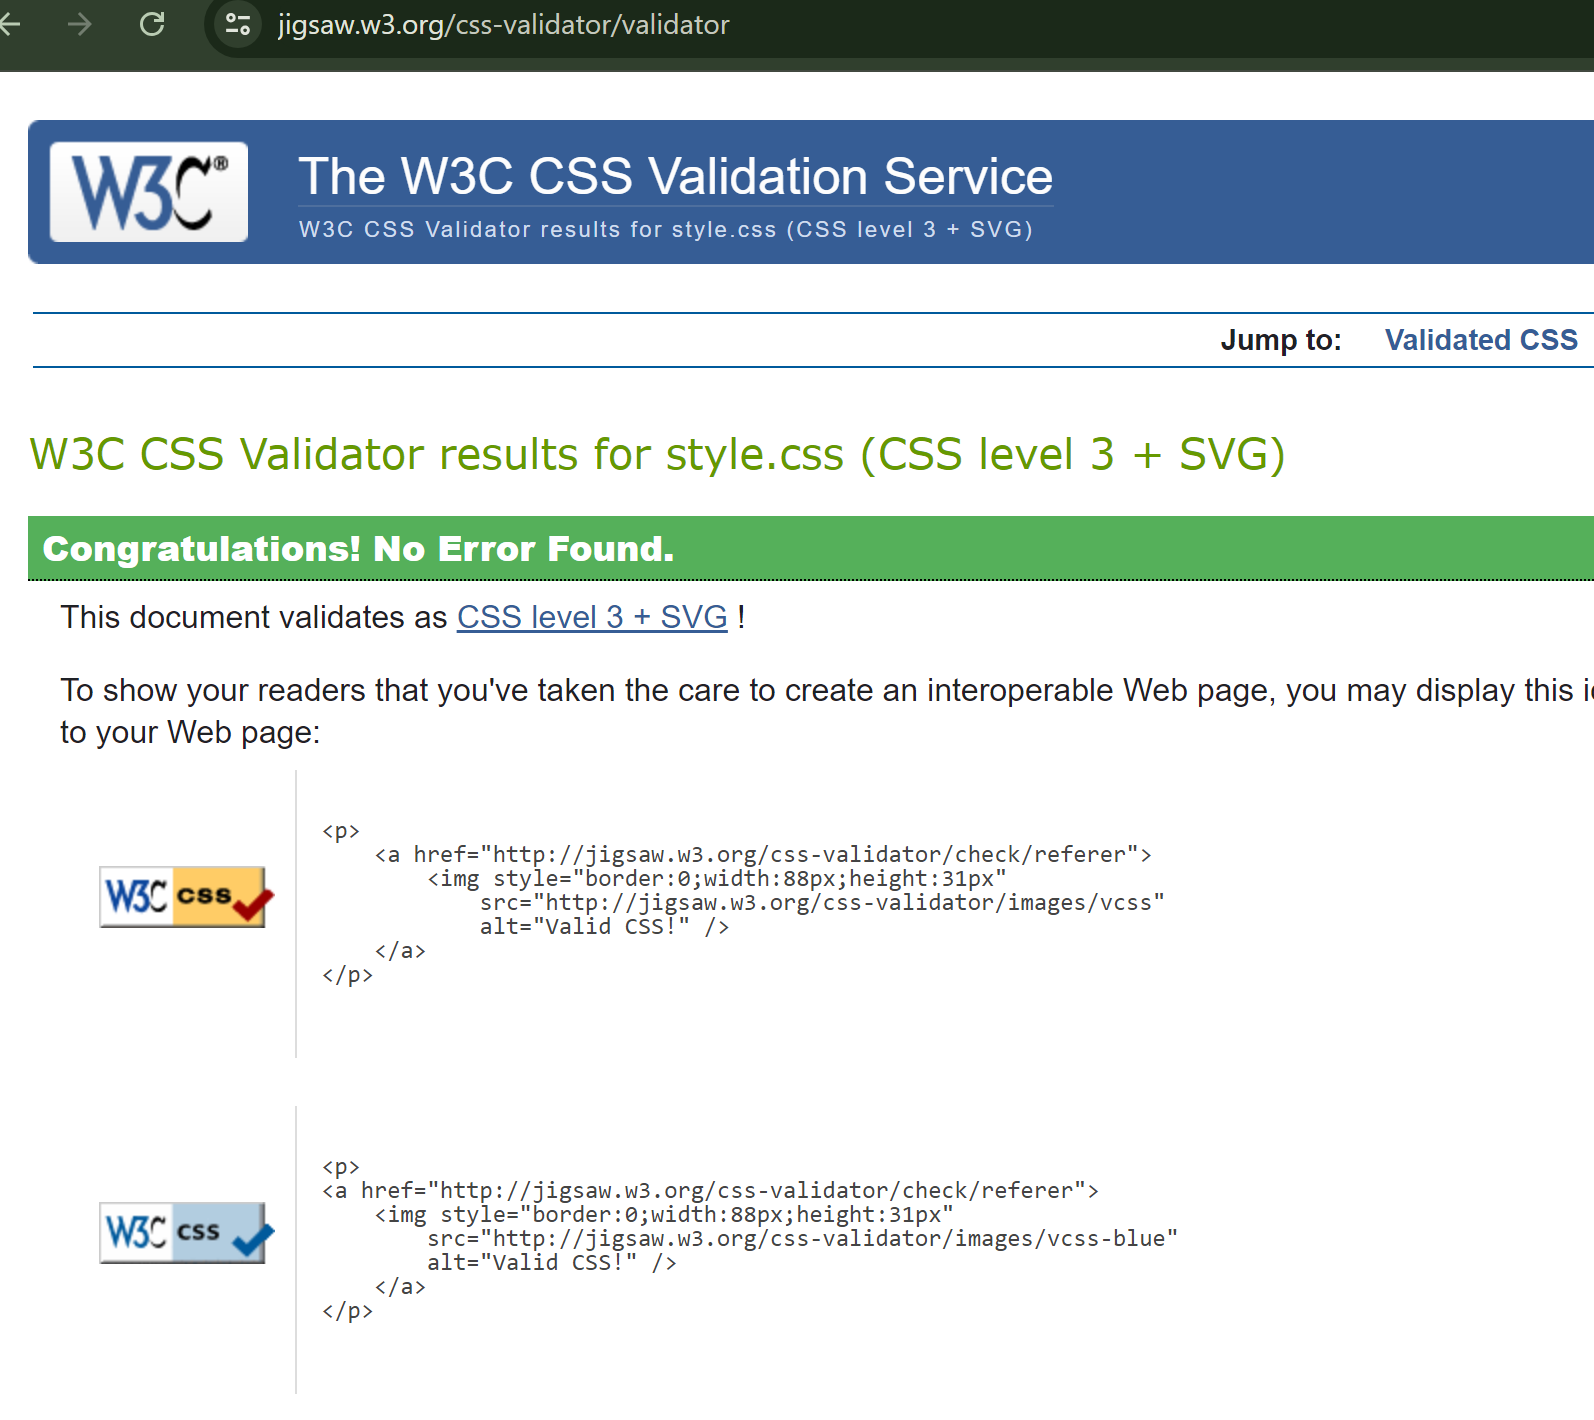 jigsaw.w3.org/css-validator/validator
W3C®
The W3C CSS Validation Service
W3C CSS Validator results for style.css (CSS level 3 + SVG)
Jump to: Validated CSS
W3C CSS Validator results for style.css (CSS level 3 + SVG)
Congratulations! No Error Found.
This document validates as CSS level 3 + SVG !
To show your readers that you've taken the care to create an interoperable Web page, you may display this
to your Web page:
<p>
    <a href="http://jigsaw.w3.org/css-validator/check/referer">
        <img style="border:0;width:88px;height:31px"
W3C css
            src="http://jigsaw.w3.org/css-validator/images/vcss"
            alt="Valid CSS!" />
    </a>
</p>
<p>
<a href="http://jigsaw.w3.org/css-validator/check/referer">
    <img style="border:0;width:88px;height:31px"
W3C css
        src="http://jigsaw.w3.org/css-validator/images/vcss-blue"
        alt="Valid CSS!" />
    </a>
</p>